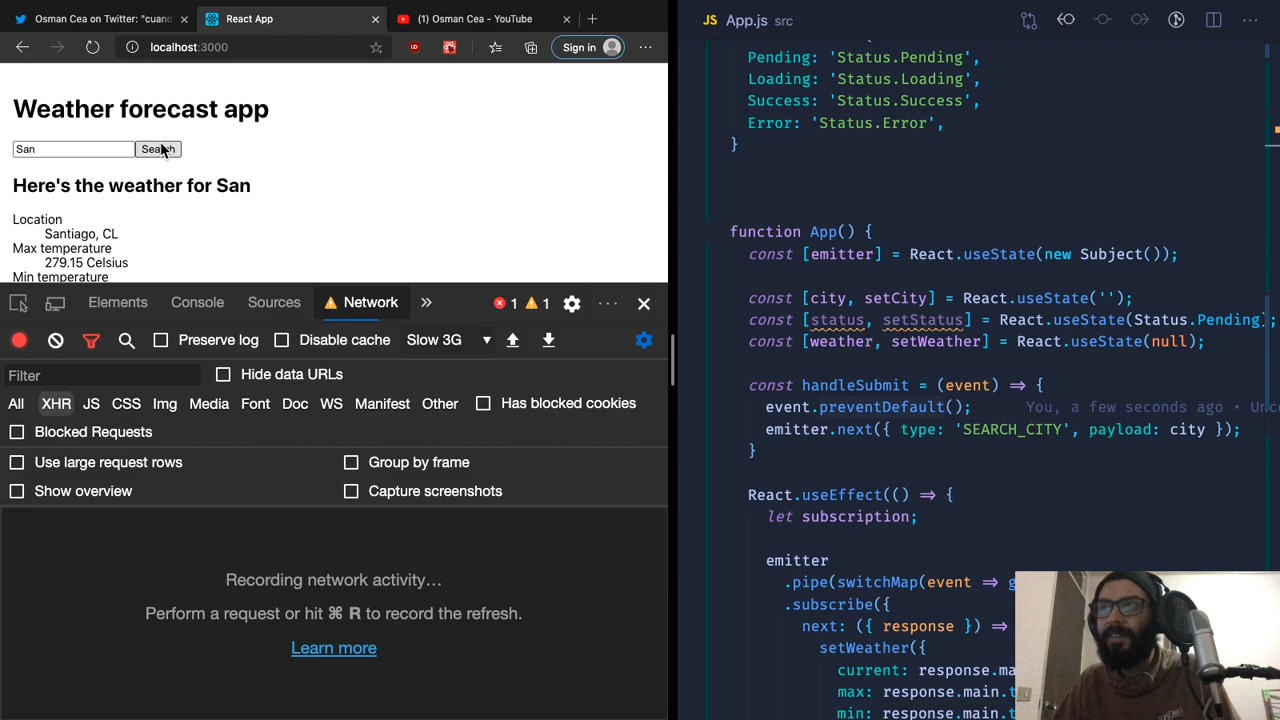 Osman Cea on Twitter: "cuand
React App
(1) Osman Cea - YouTube
localhost:3000
Sign in
Weather forecast app
San
Search
Here's the weather for San
Location
Santiago, CL
Max temperature
279.15 Celsius
Min temperature
Elements
Console
Sources
Network
1
1
Preserve log
Disable cache
Slow 3G
Filter
Hide data URLs
All
XHR
JS
CSS
Img
Media
Font
Doc
WS
Manifest
Other
Has blocked cookies
Blocked Requests
Use large request rows
Group by frame
Show overview
Capture screenshots
Recording network activity…
Perform a request or hit ⌘ R to record the refresh.
Learn more
JS App.js src
Pending: 'Status.Pending',
Loading: 'Status.Loading',
Success: 'Status.Success',
Error: 'Status.Error',
}
function App() {
const [emitter] = React.useState(new Subject());
const [city, setCity] = React.useState('');
const [status, setStatus] = React.useState(Status.Pending);
const [weather, setWeather] = React.useState(null);
const handleSubmit = (event) => {
event.preventDefault(); You, a few seconds ago • Unc
emitter.next({ type: 'SEARCH_CITY', payload: city });
}
React.useEffect(() => {
let subscription;
emitter
.pipe(switchMap(event => g
.subscribe({
next: ({ response }) =>
setWeather({
current: response.ma
max: response.main.t
min: response.main.t